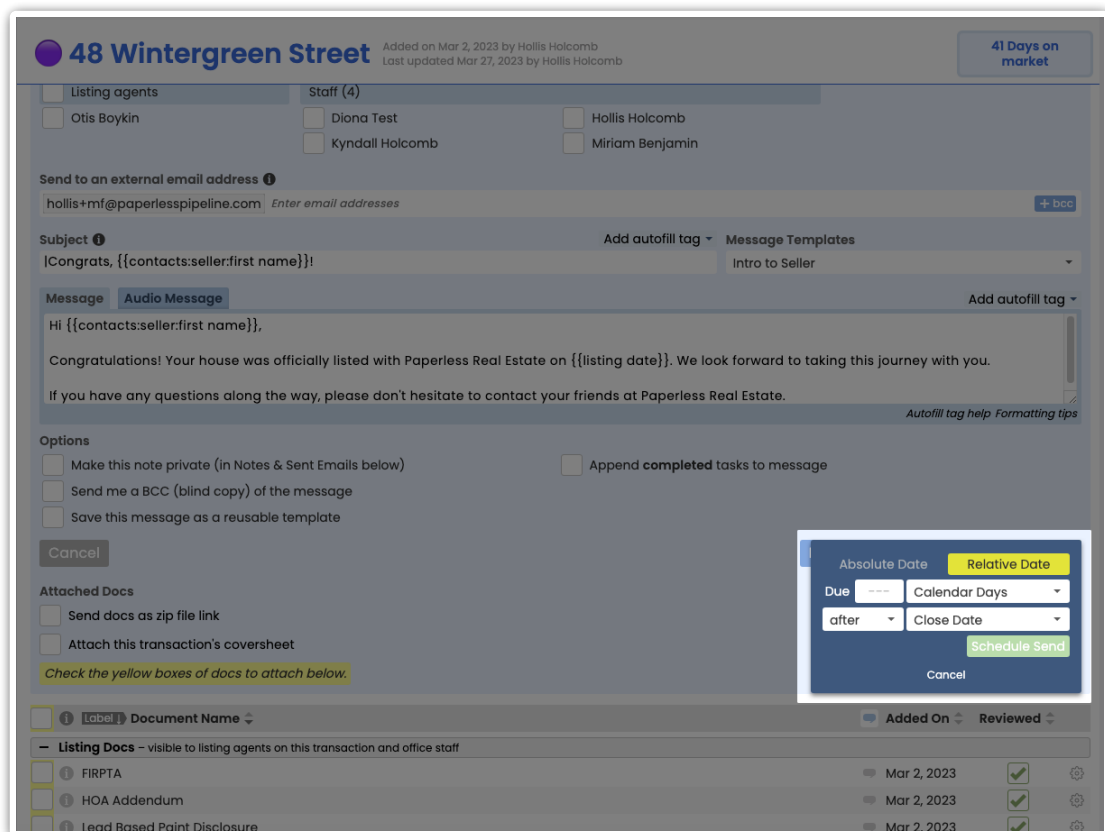 48 Wintergreen Street
Added on Mar 2, 2023 by Hollis Holcomb
Last updated Mar 27, 2023 by Hollis Holcomb
41 Days on
market
Listing agents
Staff (4)
Otis Boykin
Diona Test
Hollis Holcomb
Kyndall Holcomb
Miriam Benjamin
Send to an external email address
hollis+mf@paperlesspipeline.com Enter email addresses
+ bcc
Subject
Add autofill tag
Message Templates
|Congrats, {{contacts:seller:first name}}!
Intro to Seller
Message
Audio Message
Add autofill tag
Hi {{contacts:seller:first name}},
Congratulations! Your house was officially listed with Paperless Real Estate on {{listing date}}. We look forward to taking this journey with you.
If you have any questions along the way, please don't hesitate to contact your friends at Paperless Real Estate.
Autofill tag help Formatting tips
Options
Make this note private (in Notes & Sent Emails below)
Append completed tasks to message
Send me a BCC (blind copy) of the message
Save this message as a reusable template
Cancel
Absolute Date
Relative Date
Due --- Calendar Days
after Close Date
Schedule Send
Cancel
Attached Docs
Send docs as zip file link
Attach this transaction's coversheet
Check the yellow boxes of docs to attach below.
Label Document Name
Added On
Reviewed
– Listing Docs – visible to listing agents on this transaction and office staff
FIRPTA
Mar 2, 2023
HOA Addendum
Mar 2, 2023
Lead Based Paint Disclosure
Mar 2, 2023